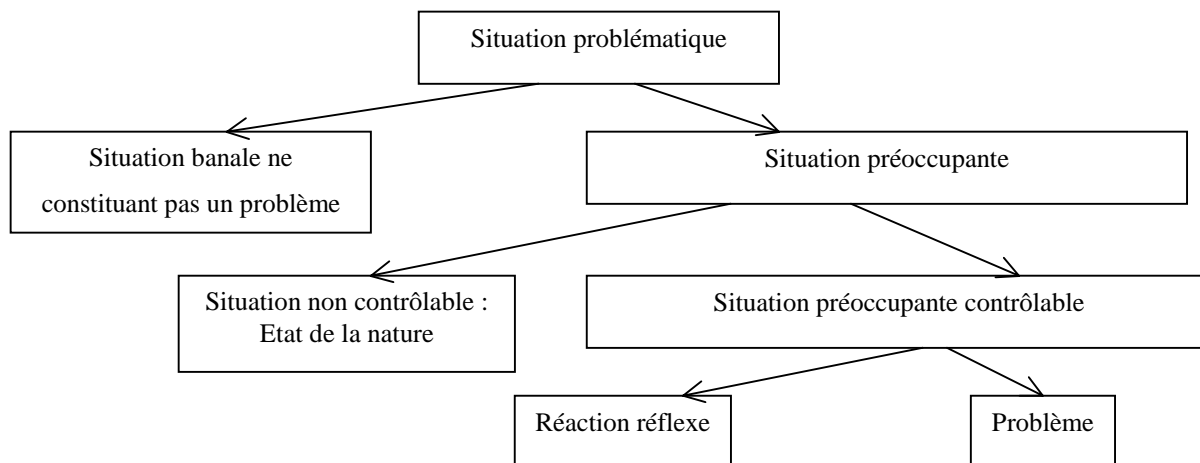 Situation problématique
Situation banale ne
constituant pas un problème
Situation préoccupante
Situation non contrôlable :
Etat de la nature
Situation préoccupante contrôlable
Réaction réflexe
Problème